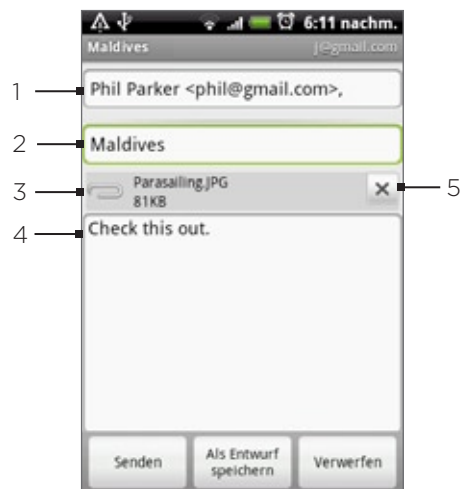 6:11 nachm.
Maldives j@gmail.com
1 Phil Parker <phil@gmail.com>,
2 Maldives
3 Parasailing.JPG 5
81KB
4 Check this out.
Senden Als Entwurf speichern Verwerfen